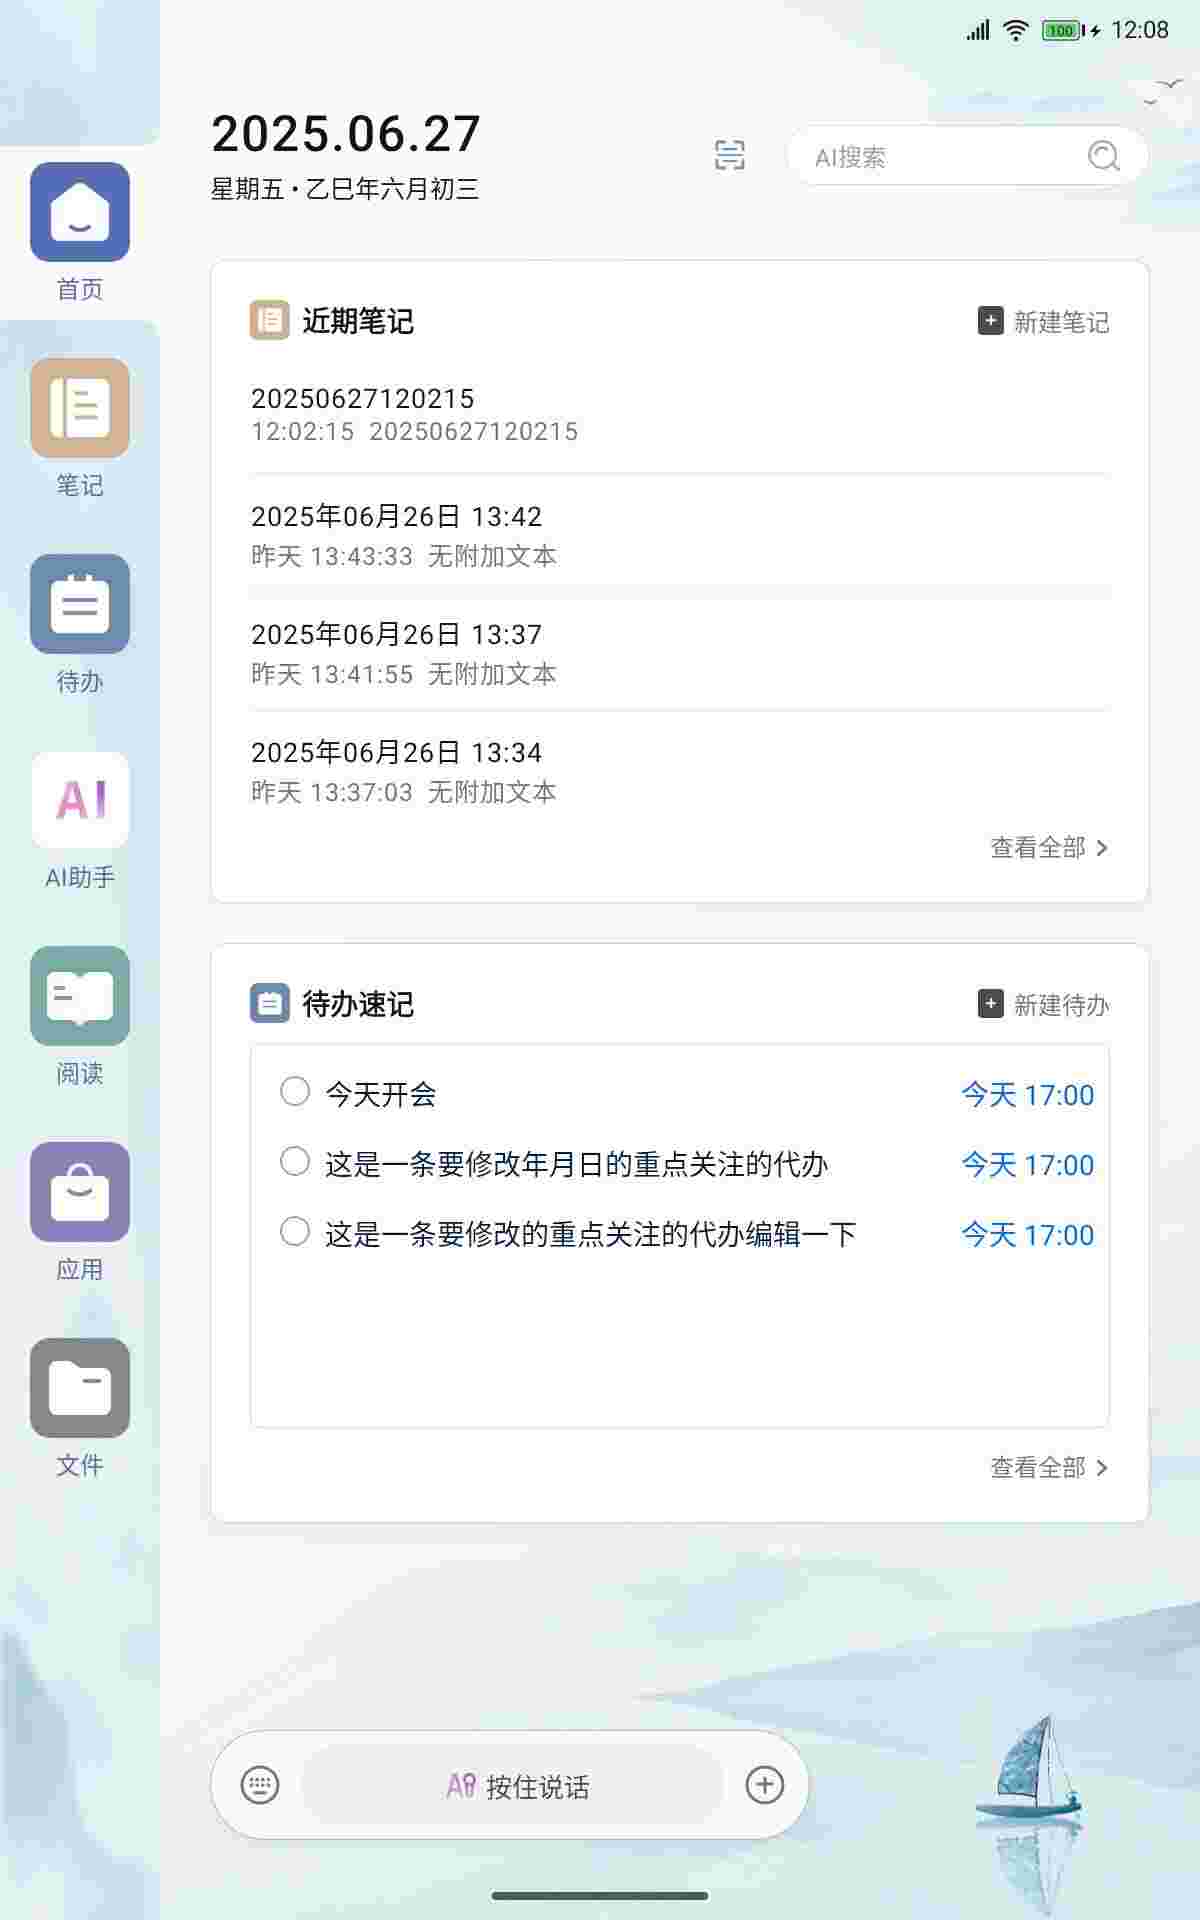 100 12:08
2025.06.27
星期五·乙巳年六月初三
AI搜索
首页
笔记
待办
AI
AI助手
阅读
应用
文件
近期笔记
新建笔记
20250627120215
12:02:15 20250627120215
2025年06月26日 13:42
昨天 13:43:33 无附加文本
2025年06月26日 13:37
昨天 13:41:55 无附加文本
2025年06月26日 13:34
昨天 13:37:03 无附加文本
查看全部
待办速记
新建待办
今天开会 今天 17:00
这是一条要修改年月日的重点关注的代办 今天 17:00
这是一条要修改的重点关注的代办编辑一下 今天 17:00
查看全部
AI 按住说话